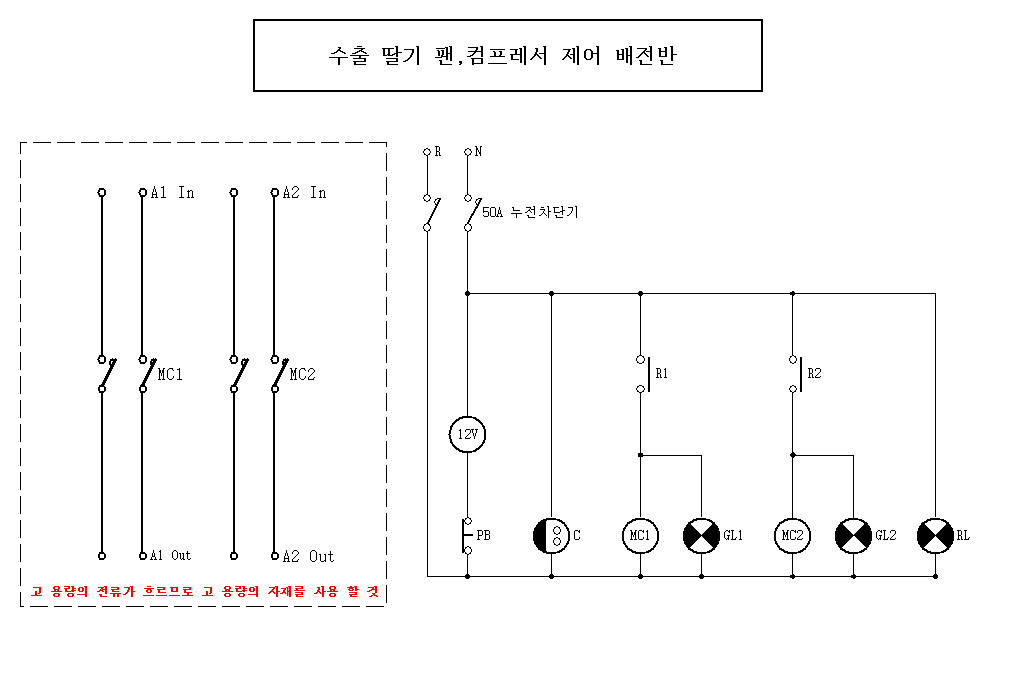 수출 딸기 팬,컴프레서 제어 배전반
R
N
A1 In
A2 In
50A 누전차단기
MC1
MC2
R1
R2
12V
PB
C
MC1
GL1
MC2
GL2
RL
A1 Out
A2 Out
고 용량의 전류가 흐르므로 고 용량의 자재를 사용 할 것